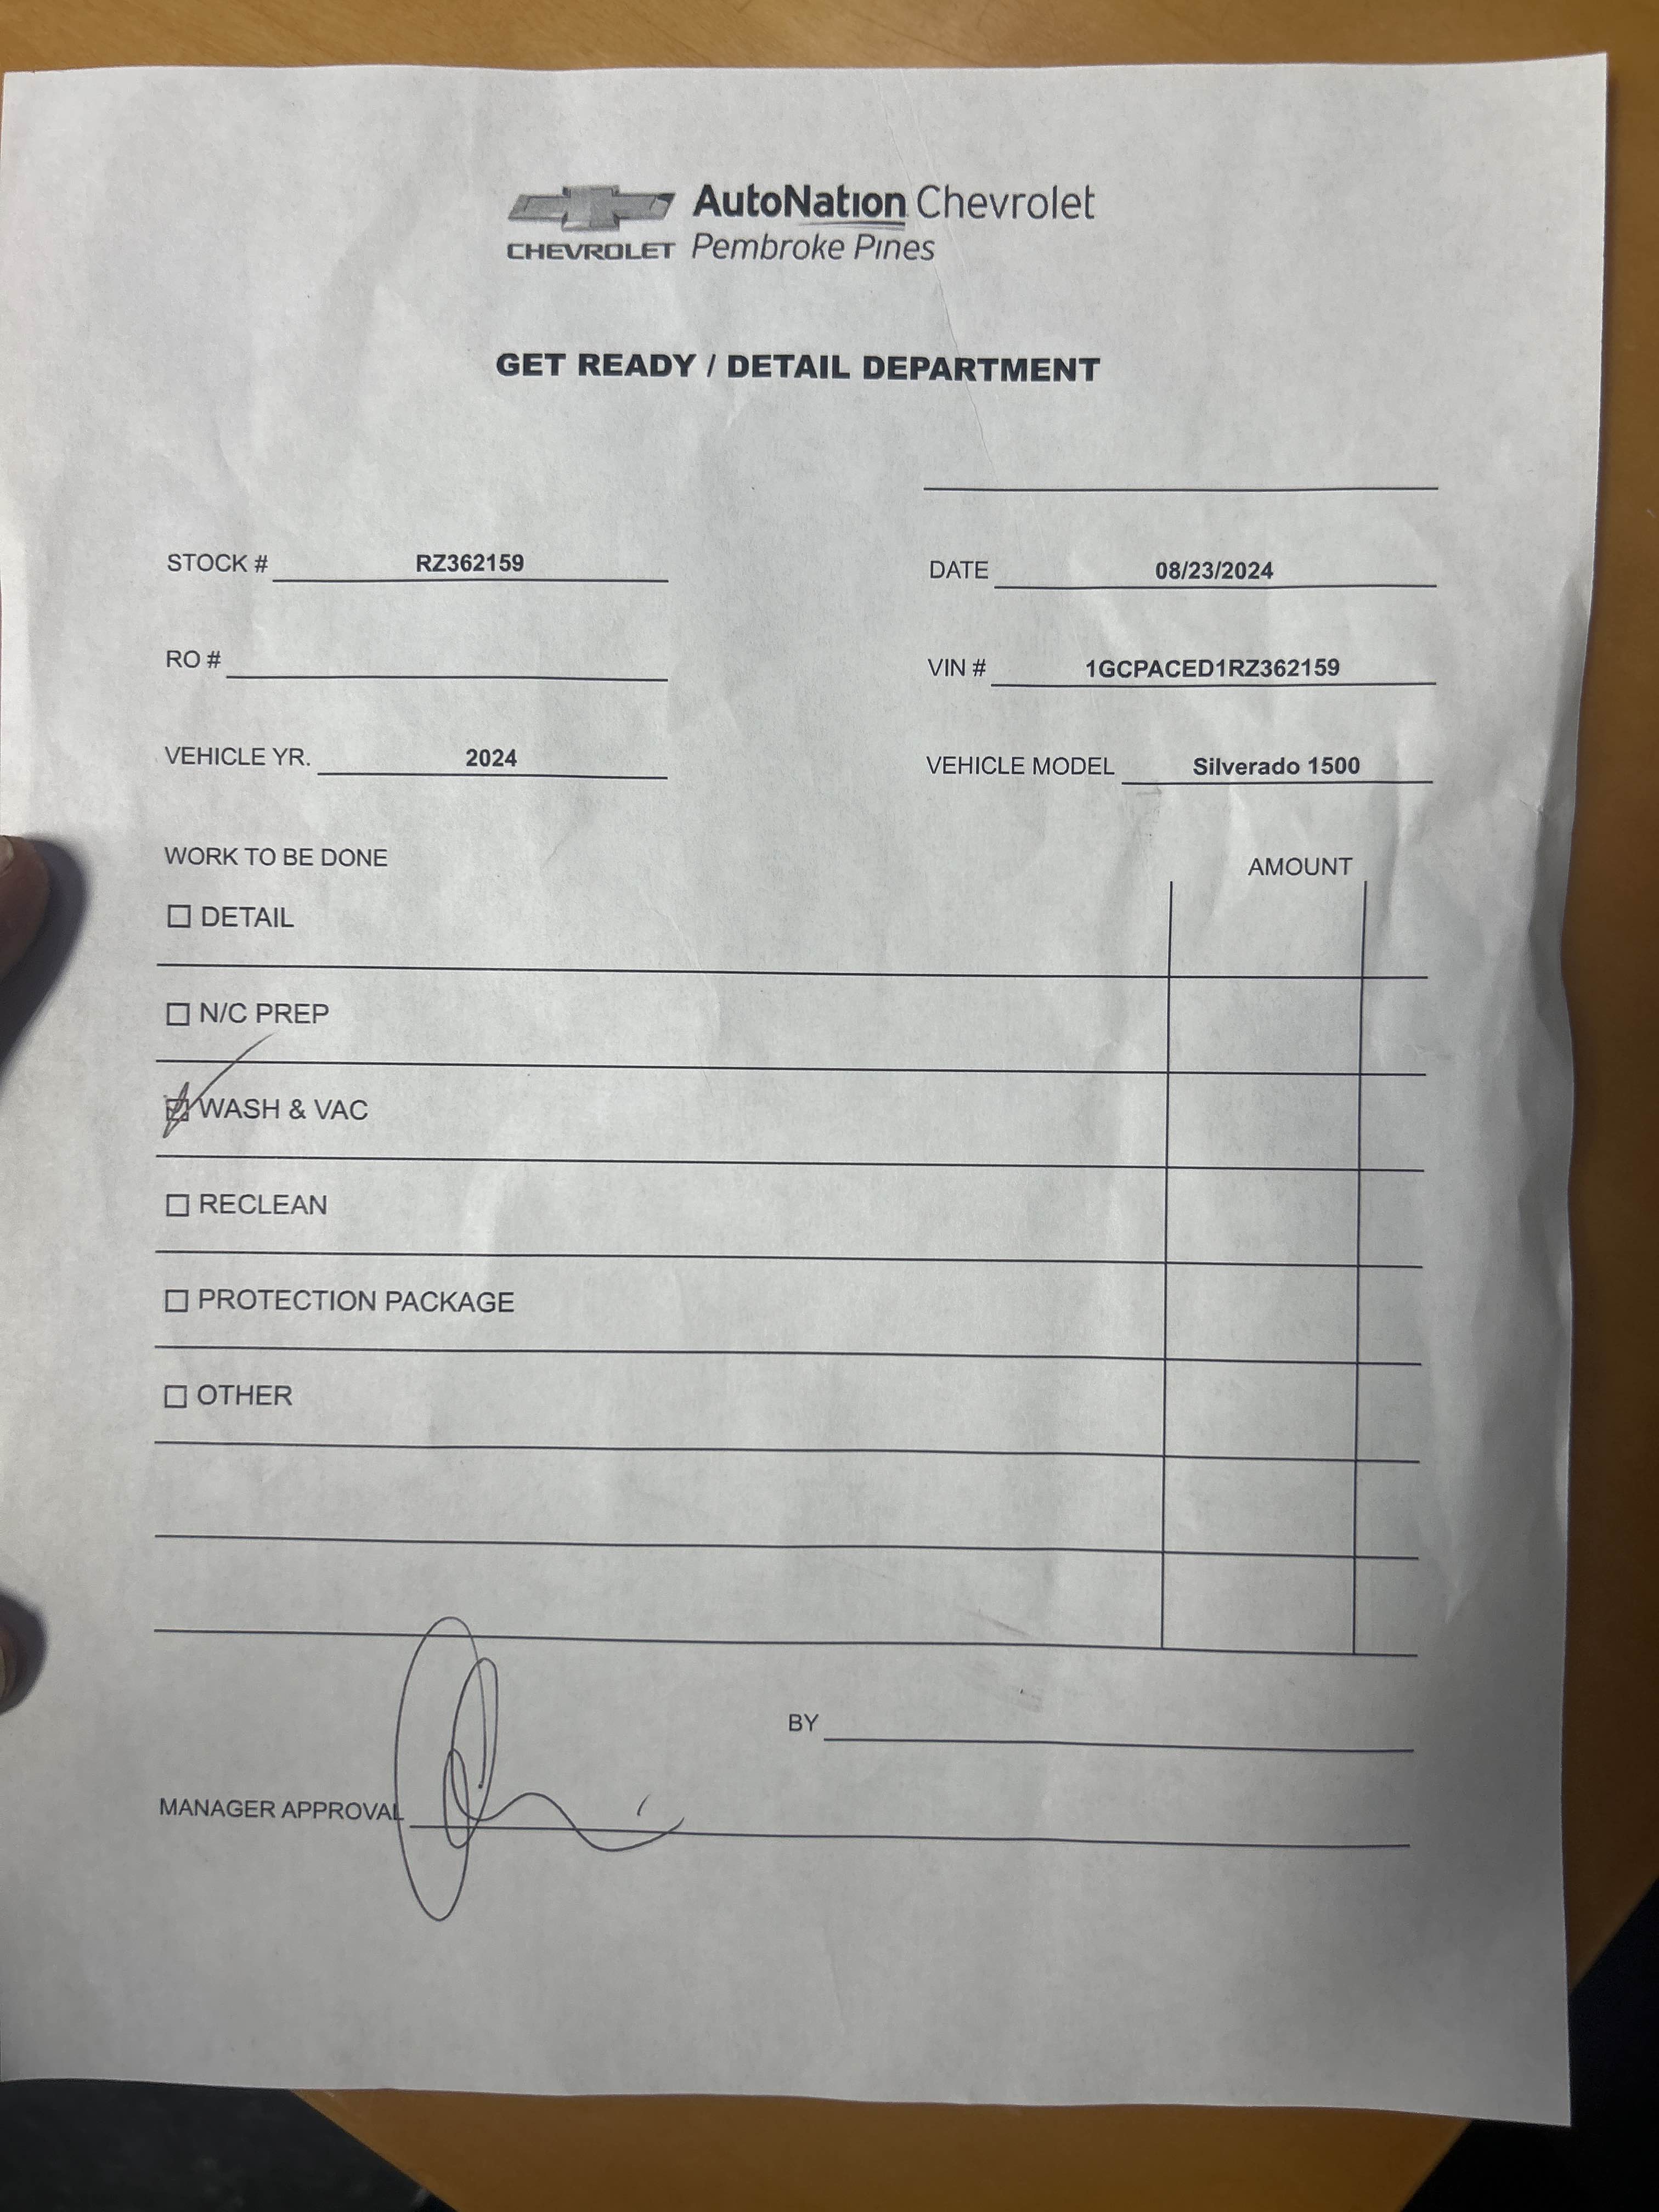 AutoNation Chevrolet
CHEVROLET Pembroke Pines
GET READY / DETAIL DEPARTMENT
STOCK # RZ362159 DATE 08/23/2024
RO # VIN # 1GCPACED1RZ362159
VEHICLE YR. 2024 VEHICLE MODEL Silverado 1500
WORK TO BE DONE AMOUNT
DETAIL
N/C PREP
WASH & VAC
RECLEAN
PROTECTION PACKAGE
OTHER
BY
MANAGER APPROVAL